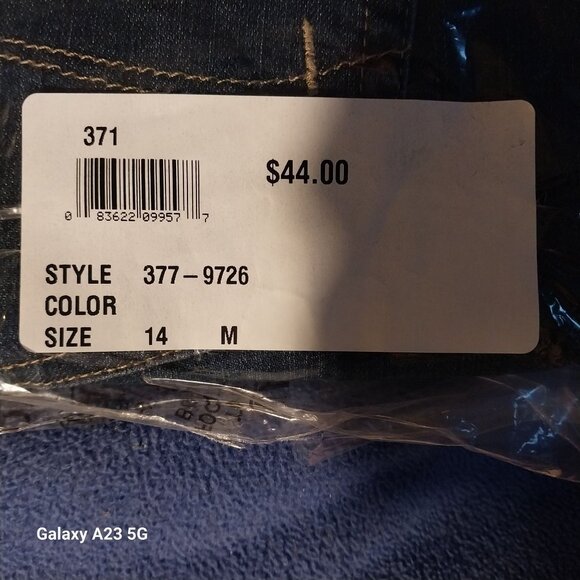 371
$44.00
0 83622 09957 7
STYLE 377-9726
COLOR
SIZE 14 M
Galaxy A23 5G